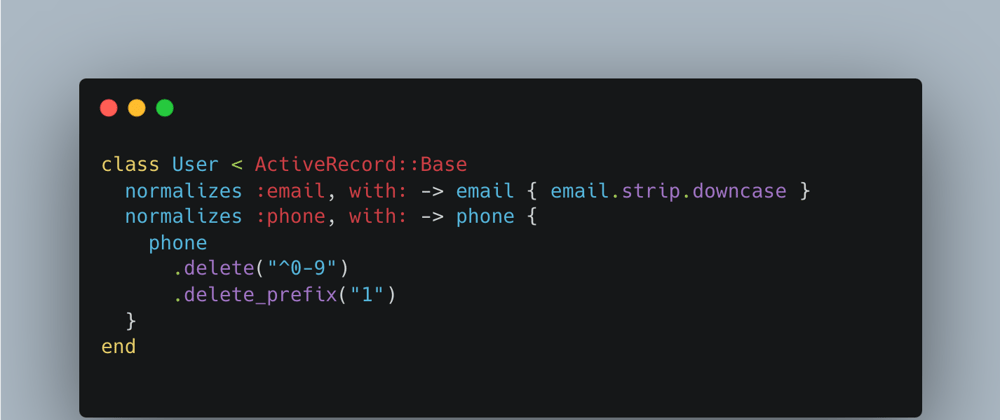 class User < ActiveRecord::Base
  normalizes :email, with: -> email { email.strip.downcase }
  normalizes :phone, with: -> phone {
    phone
      .delete("^0-9")
      .delete_prefix("1")
  }
end